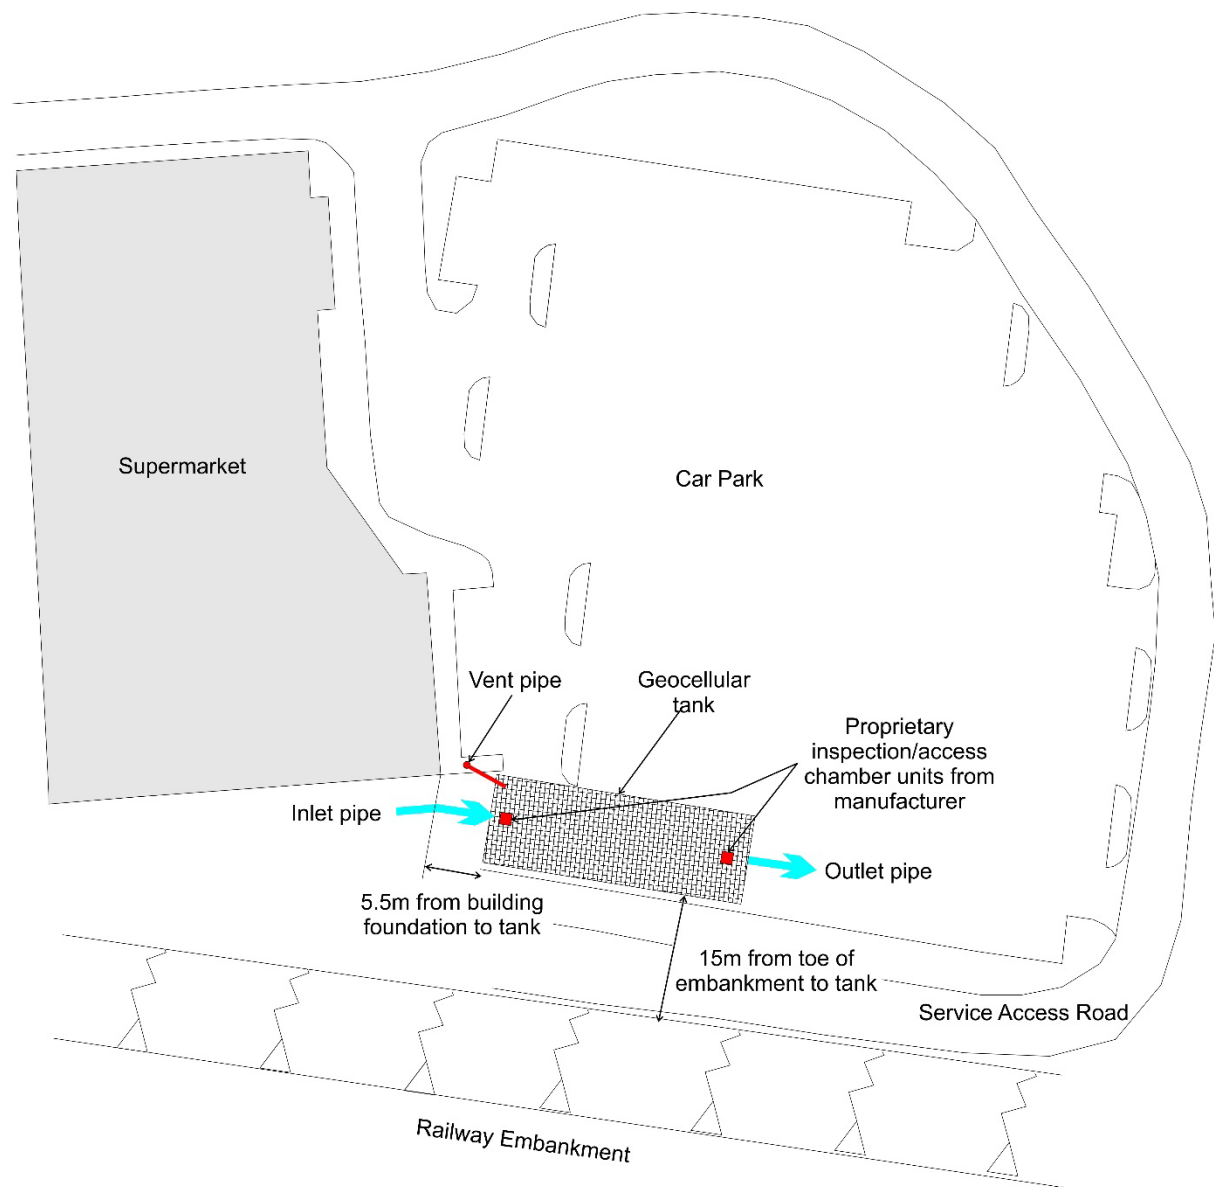 Supermarket
Car Park
Vent pipe
Geocellular
tank
Proprietary
inspection/access
chamber units from
manufacturer
Inlet pipe
Outlet pipe
5.5m from building
foundation to tank
15m from toe of
embankment to tank
Service Access Road
Railway Embankment